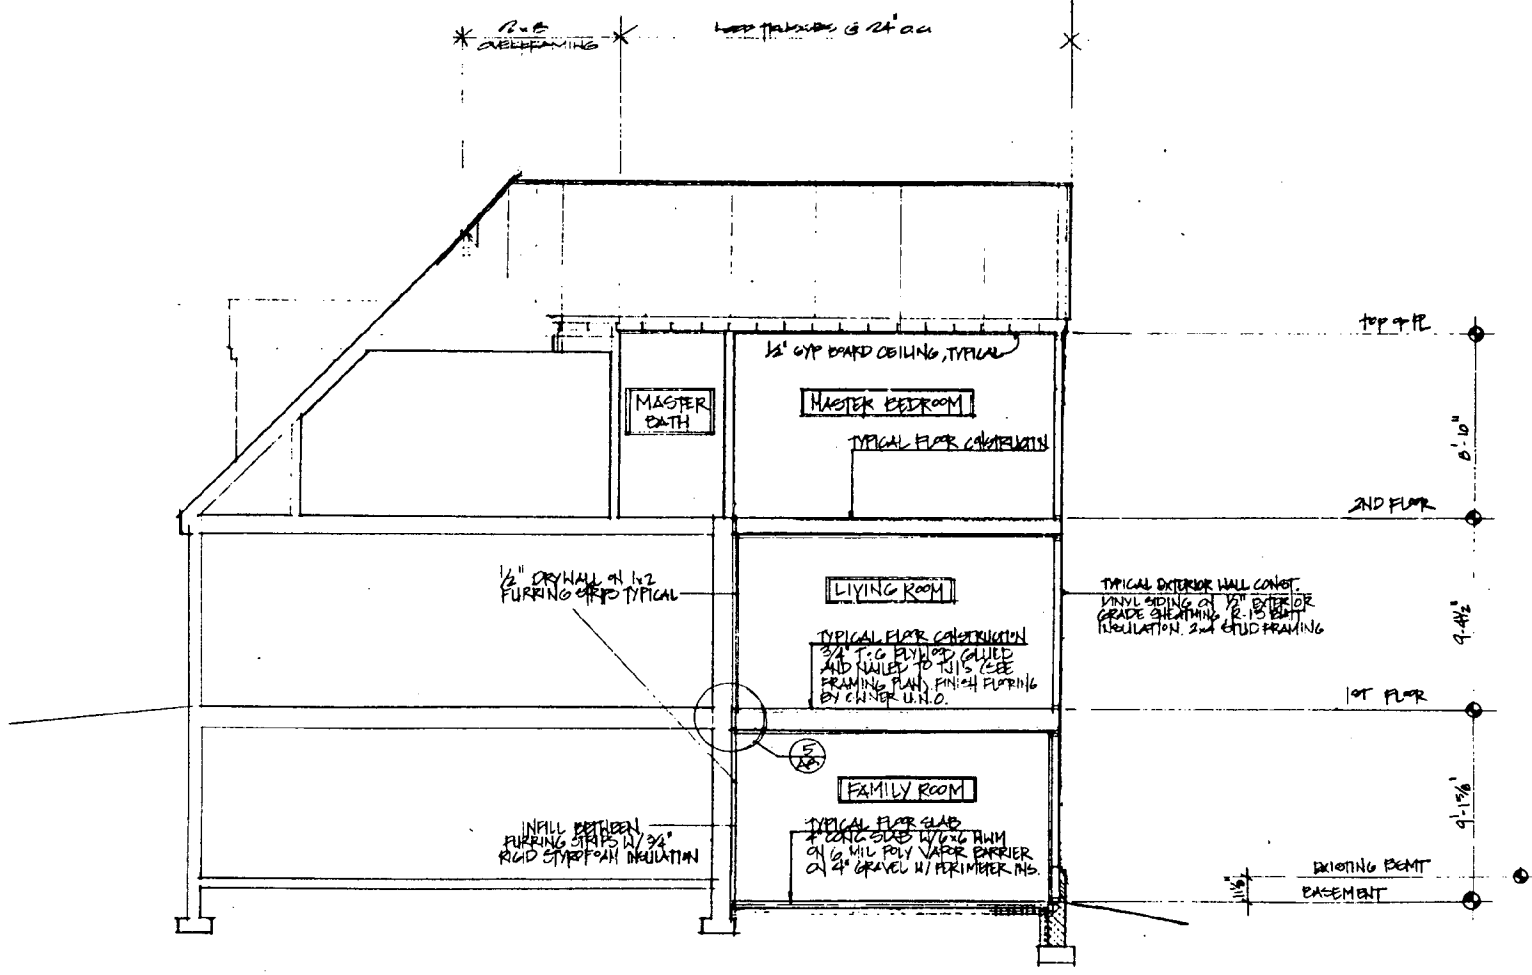 2x8
OVERFRAMING
@ 24" o.c.
TOP OF PL
1/2" GYP BOARD CEILING, TYPICAL
MASTER
BATH
MASTER BEDROOM
TYPICAL FLOOR CONSTRUCTN
8'-10"
2ND FLOOR
1/2" DRYWALL ON 1x2
FURRING STRIPS TYPICAL
LIVING ROOM
TYPICAL EXTERIOR WALL CONST.
VINYL SIDING ON 1/2" EXTERIOR
GRADE SHEATHING, R-13 BATT
INSULATION, 2x4 STUD FRAMING
9'-4 1/2"
TYPICAL FLOOR CONSTRUCTION
3/4" T&G PLYWOOD GLUED
AND NAILED TO TJI'S (SEE
FRAMING PLAN) FINISH FLOORING
BY OWNER U.N.O.
1ST FLOOR
5
FAMILY ROOM
9'-1 5/8"
TYPICAL FLOOR SLAB
4" CONC SLAB W/ 6x6 WWM
ON 6 MIL POLY VAPOR BARRIER
ON 4" GRAVEL W/ PERIMETER INS.
INFILL BETWEEN
FURRING STRIPS W/ 3/4"
RIGID STYROFOAM INSULATION
EXISTING BSMT
BASEMENT